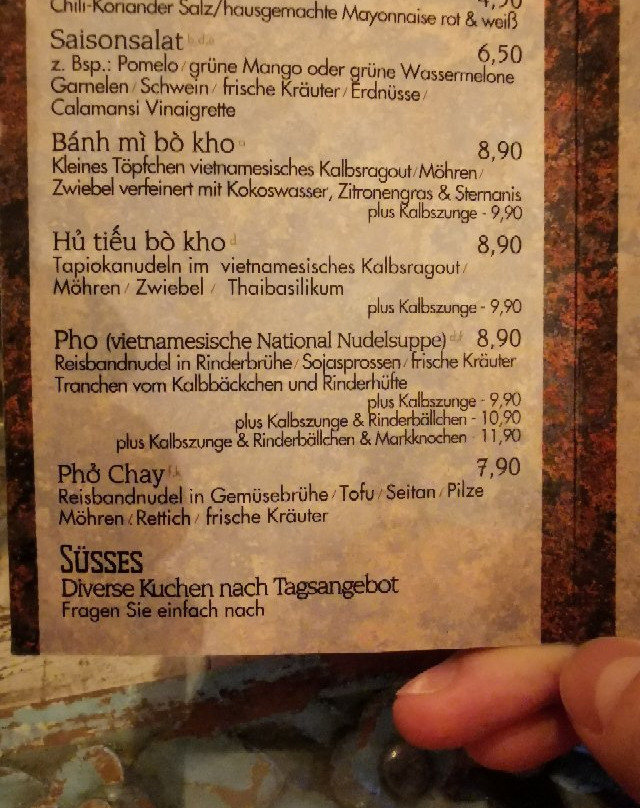 Chili-Koriander Salz/hausgemachte Mayonnaise rot & weiß 4,50
Saisonsalat 6,50
z. Bsp.: Pomelo/grüne Mango oder grüne Wassermelone
Garnelen/Schwein/frische Kräuter/Erdnüsse/
Calamansi Vinaigrette
Bánh mì bò kho 8,90
Kleines Töpfchen vietnamesisches Kalbsragout/Möhren/
Zwiebel verfeinert mit Kokoswasser, Zitronengras & Sternanis
plus Kalbszunge - 9,90
Hủ tiếu bò kho d 8,90
Tapiokanudeln im vietnamesisches Kalbsragout/
Möhren/Zwiebel / Thaibasilikum
plus Kalbszunge - 9,90
Pho (vietnamesische National Nudelsuppe) 8,90
Reisbandnudel in Rinderbrühe/Sojasprossen/frische Kräuter
Tranchen vom Kalbbäckchen und Rinderhüfte
plus Kalbszunge - 9,90
plus Kalbszunge & Rinderbällchen - 10,90
plus Kalbszunge & Rinderbällchen & Markknochen - 11,90
Phở Chay 7,90
Reisbandnudel in Gemüsebrühe/Tofu/Seitan/Pilze
Möhren/Rettich/frische Kräuter
SÜSSES
Diverse Kuchen nach Tagsangebot
Fragen Sie einfach nach